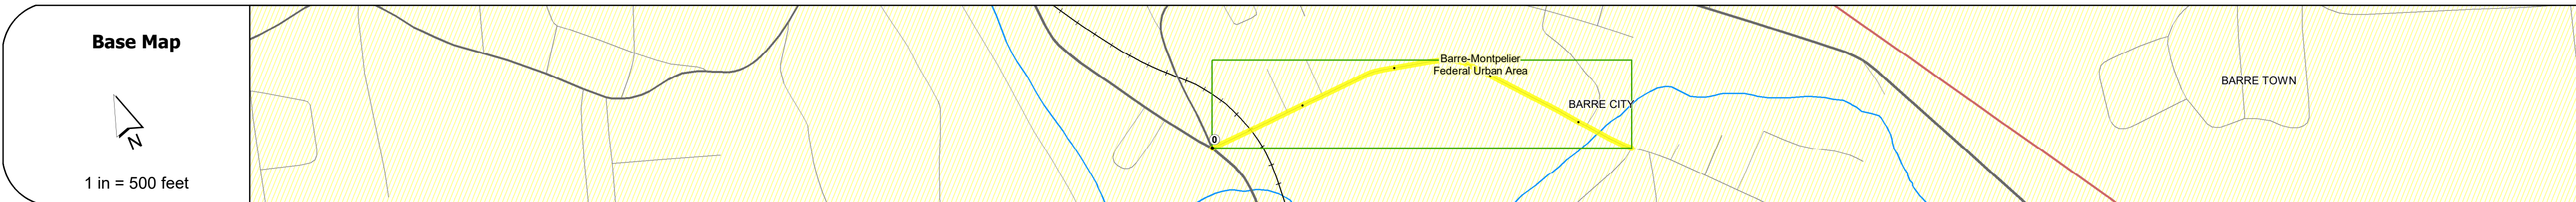 Base Map
N
1 in = 500 feet
0
Barre-Montpelier
Federal Urban Area
BARRE CITY
BARRE TOWN